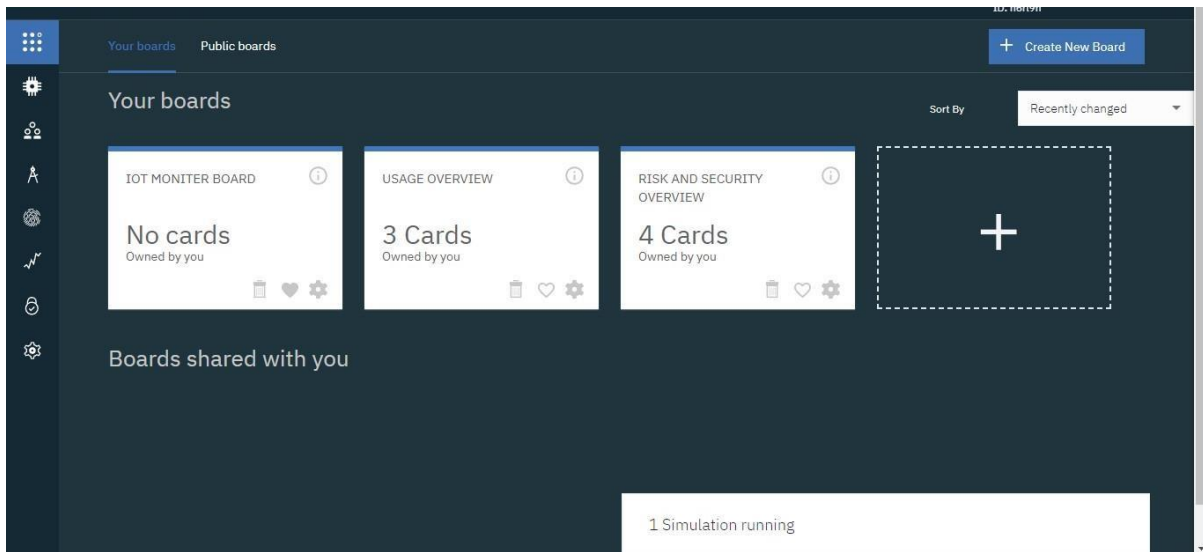 Your boards
Public boards
+ Create New Board
Your boards
Sort By
Recently changed
IOT MONITER BOARD
No cards
Owned by you
USAGE OVERVIEW
3 Cards
Owned by you
RISK AND SECURITY
OVERVIEW
4 Cards
Owned by you
Boards shared with you
1 Simulation running